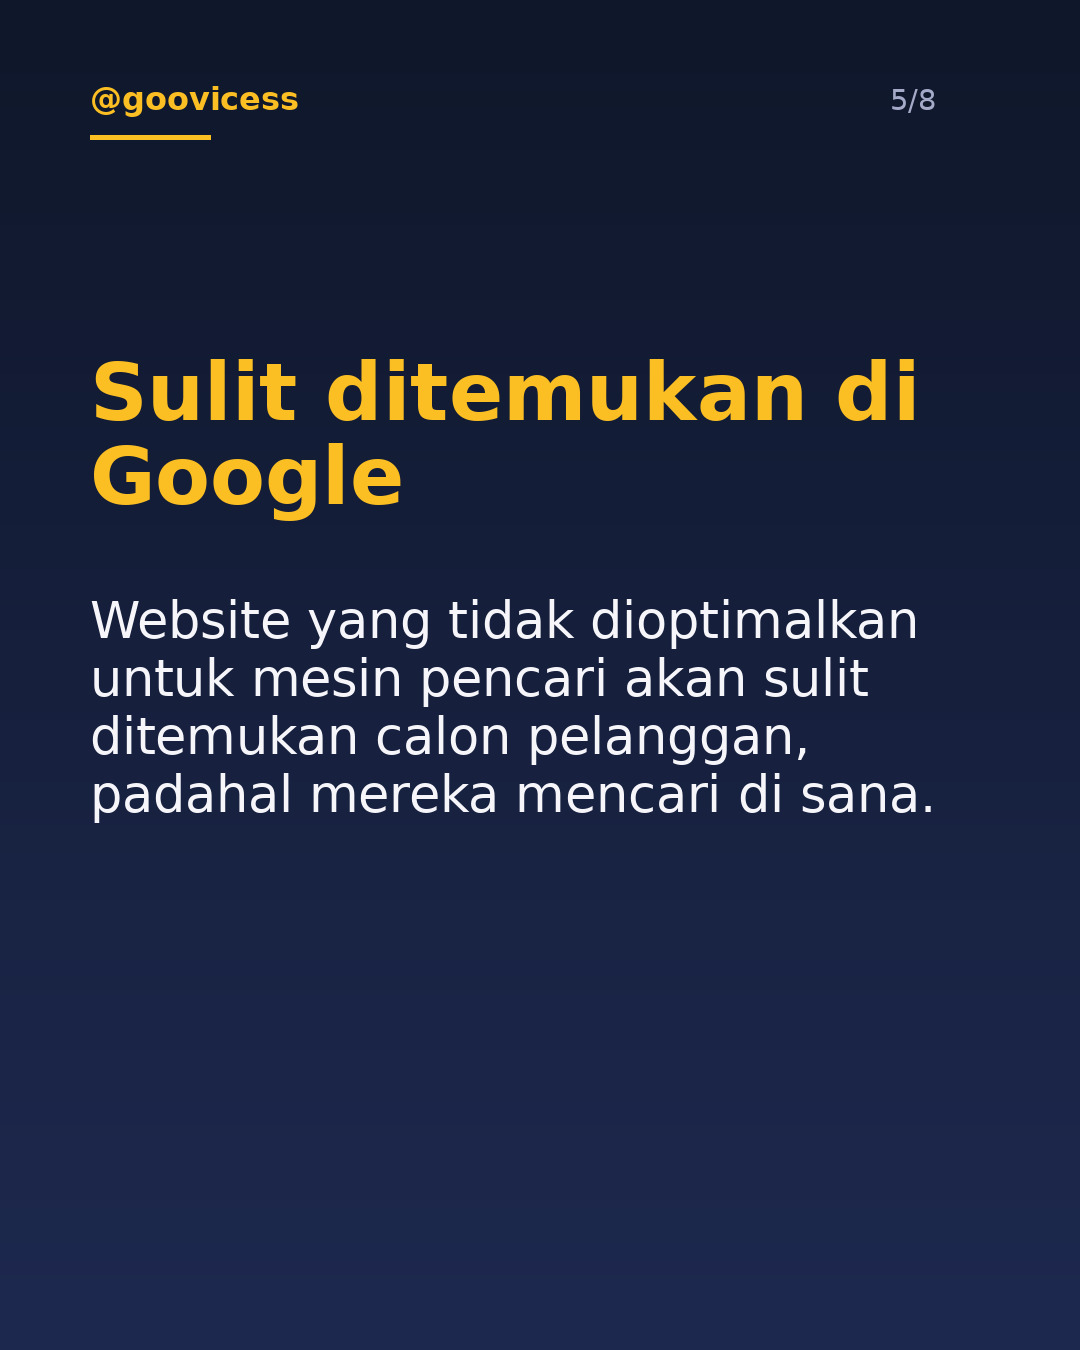 @goovicess
5/8
Sulit ditemukan di
Google
Website yang tidak dioptimalkan
untuk mesin pencari akan sulit
ditemukan calon pelanggan,
padahal mereka mencari di sana.